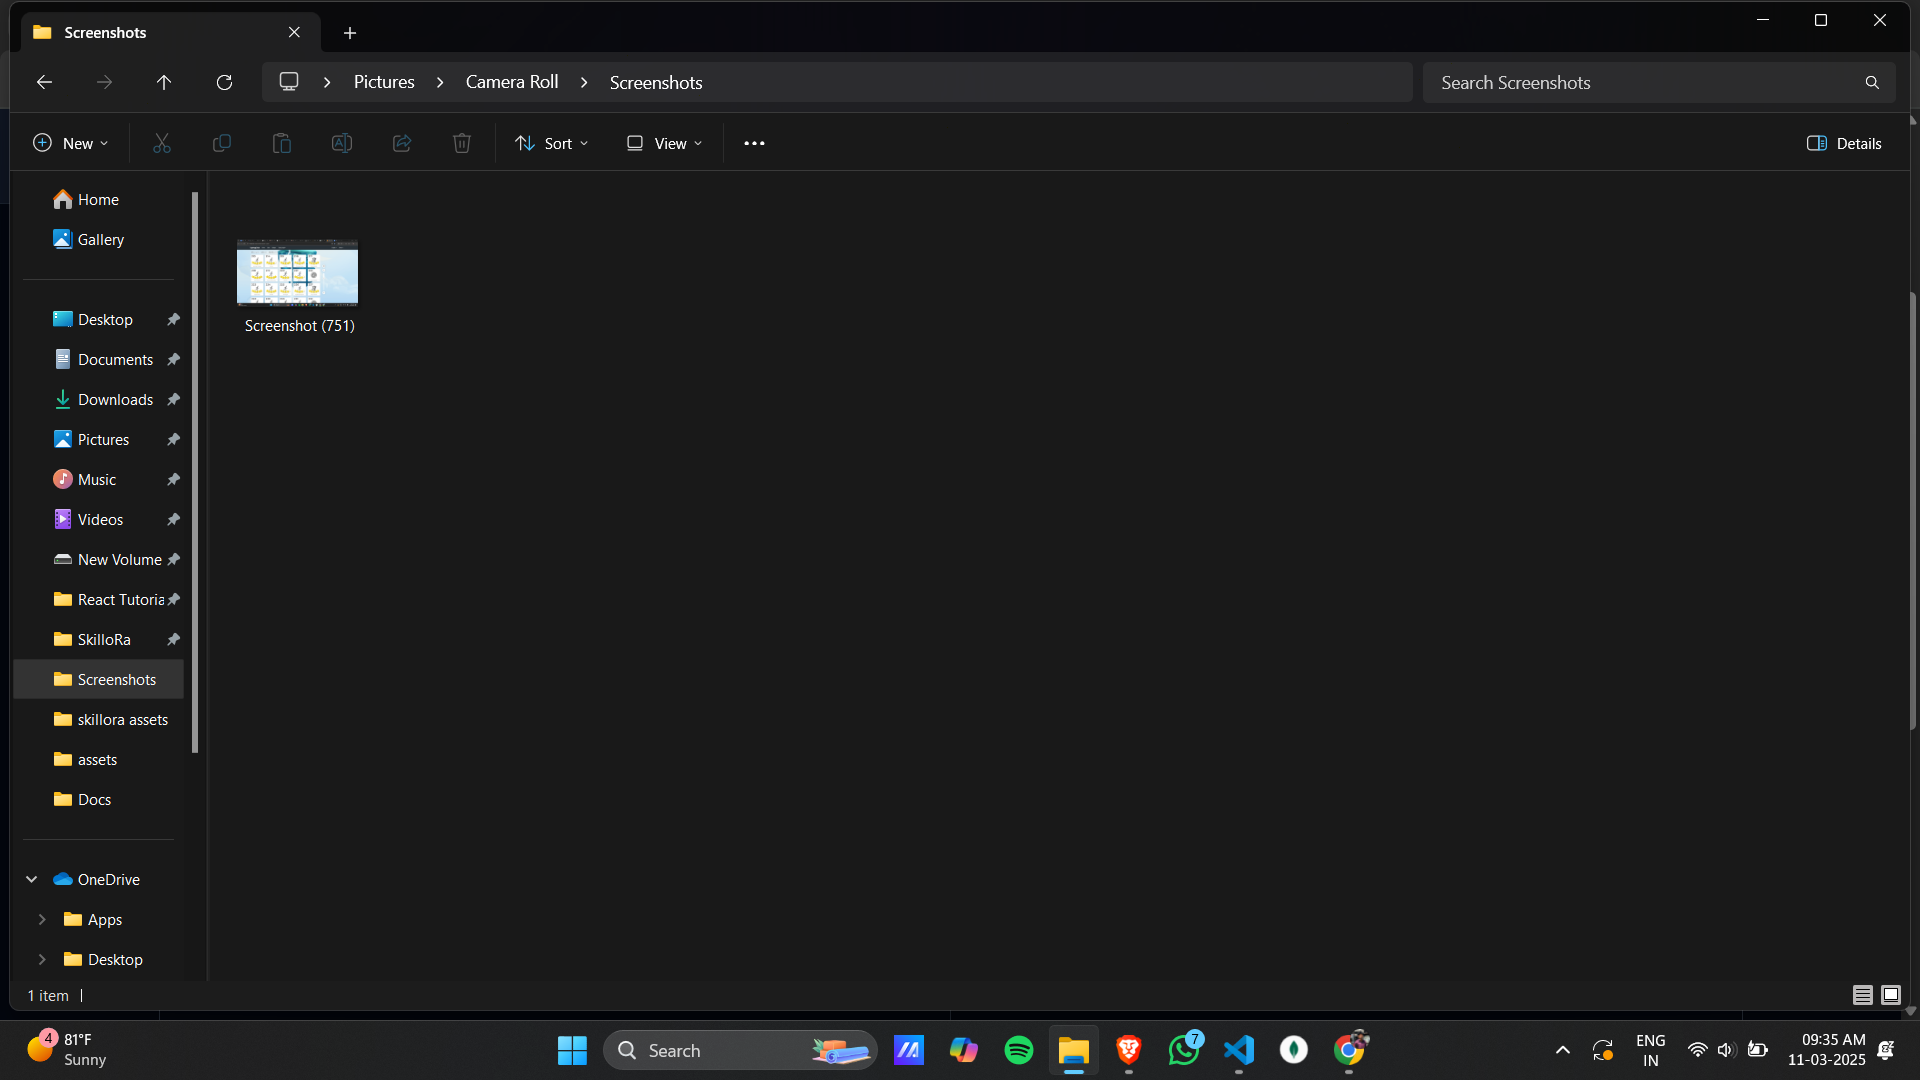 Screenshots
Pictures
Camera Roll
Screenshots
Search Screenshots
New
Sort
View
Details
Home
Gallery
Desktop
Documents
Downloads
Pictures
Music
Videos
New Volume
React Tutoria
SkilloRa
Screenshots
skillora assets
assets
Docs
OneDrive
Apps
Desktop
Screenshot (751)
1 item
4
81°F
Sunny
Search
7
ENG
IN
09:35 AM
11-03-2025